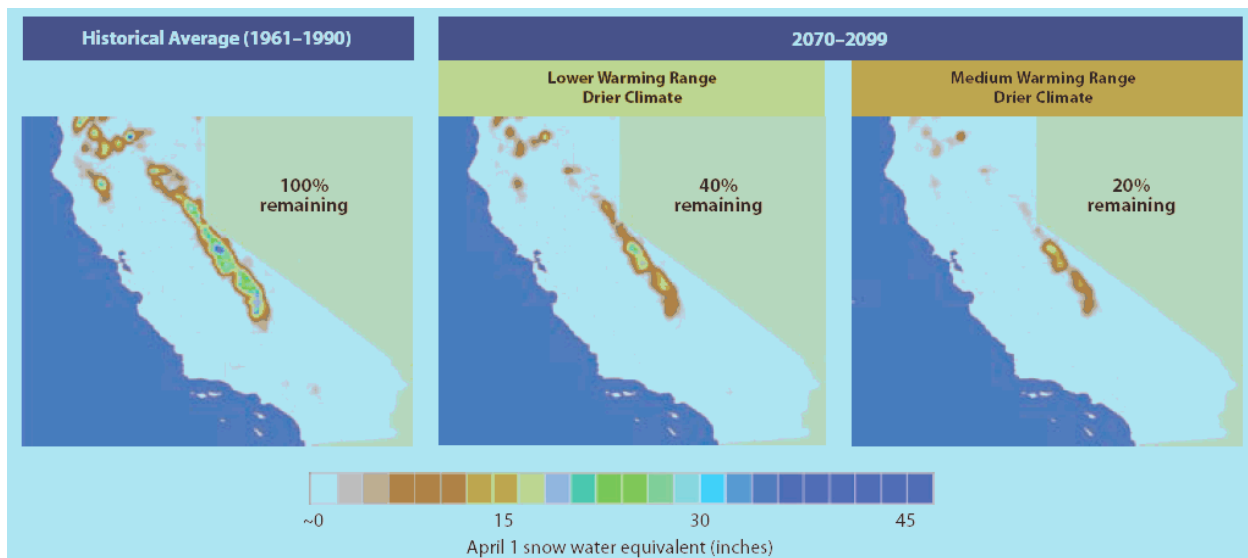 Historical Average (1961–1990)
2070–2099
Lower Warming Range
Drier Climate
Medium Warming Range
Drier Climate
100%
remaining
40%
remaining
20%
remaining
~0
15
30
45
April 1 snow water equivalent (inches)